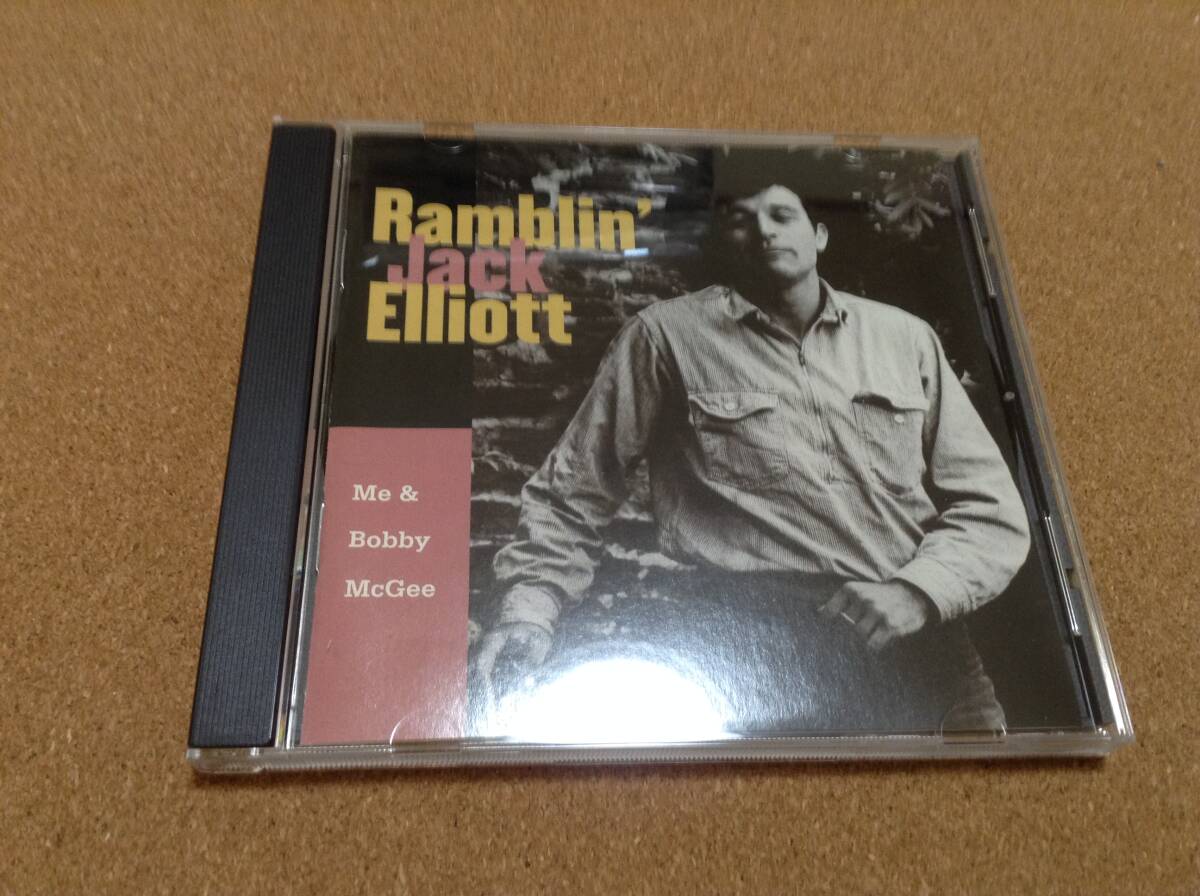 Ramblin’
Jack
Elliott
Me &
Bobby
McGee